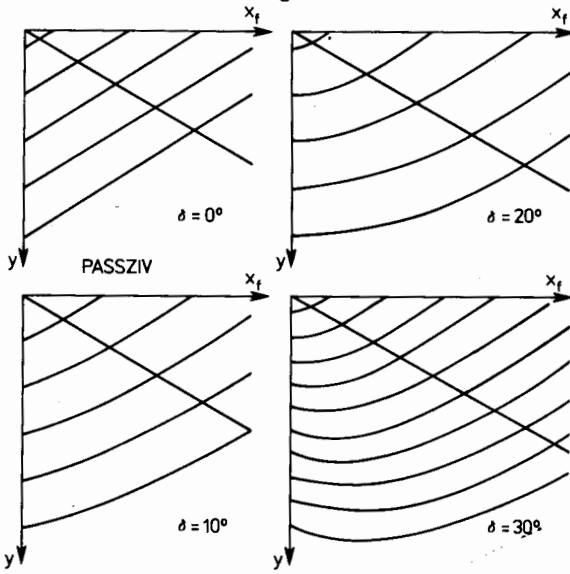 x_f
x_f
δ = 0°
δ = 20°
y
y
PASSZIV
x_f
x_f
δ = 10°
δ = 30°
y
y